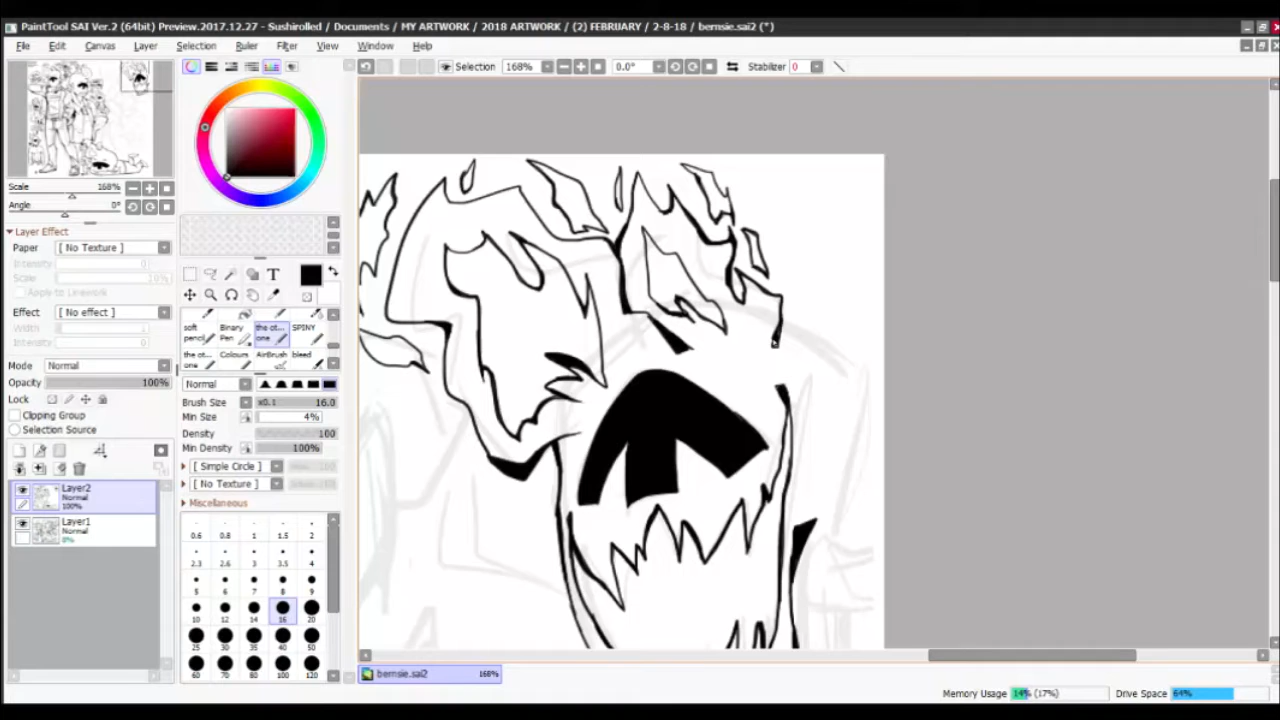 PaintTool SAI Ver.2 (64bit) Preview.2017.12.27 - Sushirolled / Documents / MY ARTWORK / 2018 ARTWORK / (2) FEBRUARY / 2-8-18 / bernsie.sai2 (*)
File Edit Canvas Layer Selection Ruler Filter View Window Help
Selection 168% 0.0° Stabilizer 0
Scale 168%
Angle 0°
Layer Effect
Paper [ No Texture ]
Intensity
Scale
Apply to Linework
Effect [ No effect ]
Width 1
Intensity
Mode Normal
Opacity 100%
Lock
Clipping Group
Selection Source
Layer2
Normal
100%
Layer1
Normal
T
soft pencil Binary Pen the ot... one SPINY
the ot... one Colours AirBrush bleed
Normal
Brush Size x0.1 16.0
Min Size 4%
Density 100
Min Density 100%
[ Simple Circle ]
[ No Texture ]
Miscellaneous
0.6 0.8 1 1.5 2
2.3 2.6 3 3.5 4
5 6 7 8 9
10 12 14 16 20
25 30 35 40 50
60 70 80 100 120
bernsie.sai2 168%
Memory Usage 14% (17%) Drive Space 64%